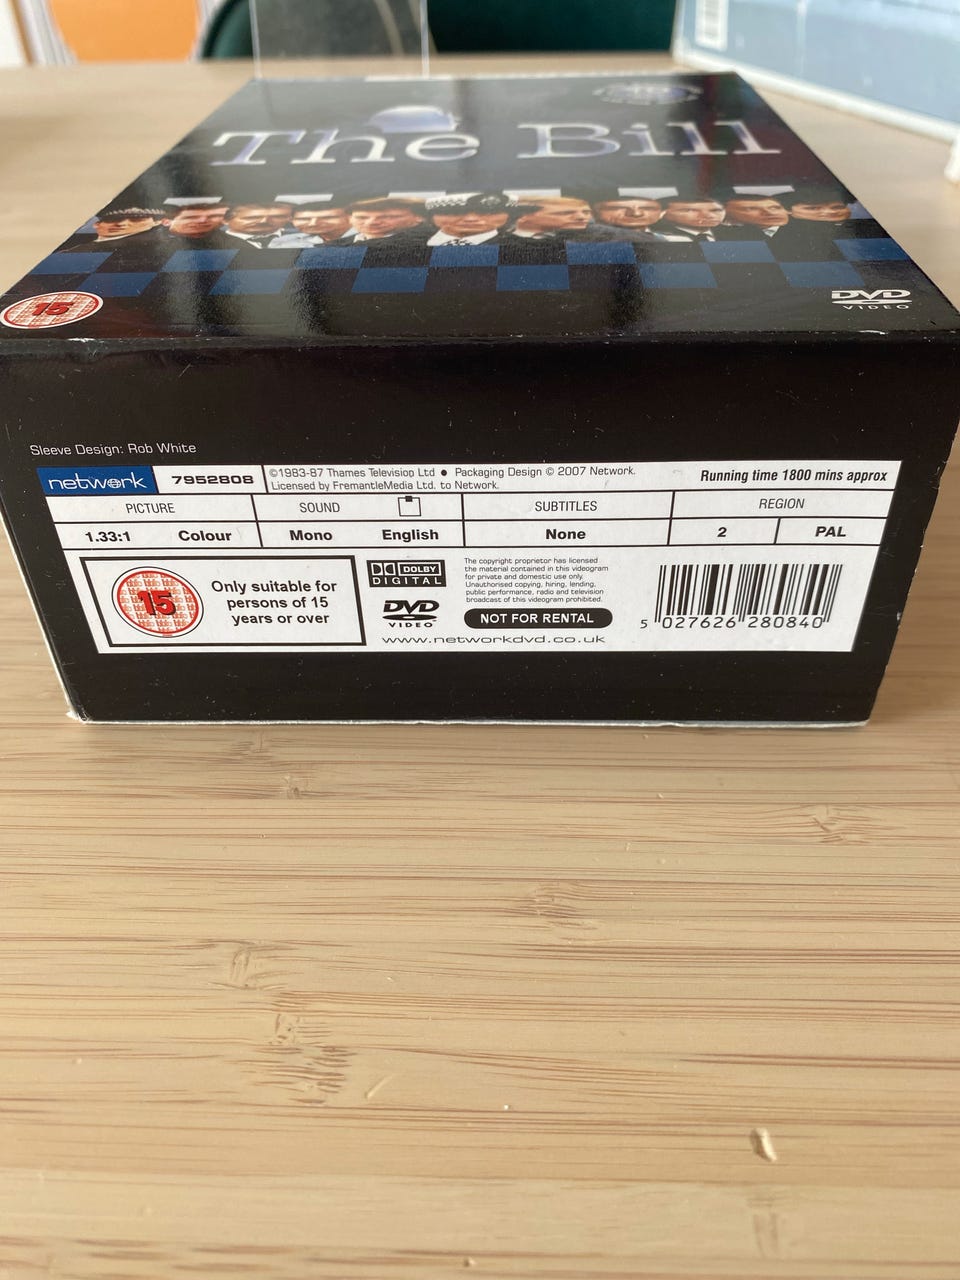 The Bill
15
DVD
VIDEO
Sleeve Design: Rob White
network
7952808
©1983-87 Thames Television Ltd ● Packaging Design © 2007 Network.
Licensed by FremantleMedia Ltd. to Network.
Running time 1800 mins approx
PICTURE
SOUND
SUBTITLES
REGION
1.33:1
Colour
Mono
English
None
2
PAL
15
Only suitable for
persons of 15
years or over
DOLBY
DIGITAL
DVD
VIDEO
The copyright proprietor has licensed
the material contained in this videogram
for private and domestic use only.
Unauthorised copying, hiring, lending,
public performance, radio and television
broadcast of this videogram prohibited.
NOT FOR RENTAL
www.networkdvd.co.uk
5 027626 280840